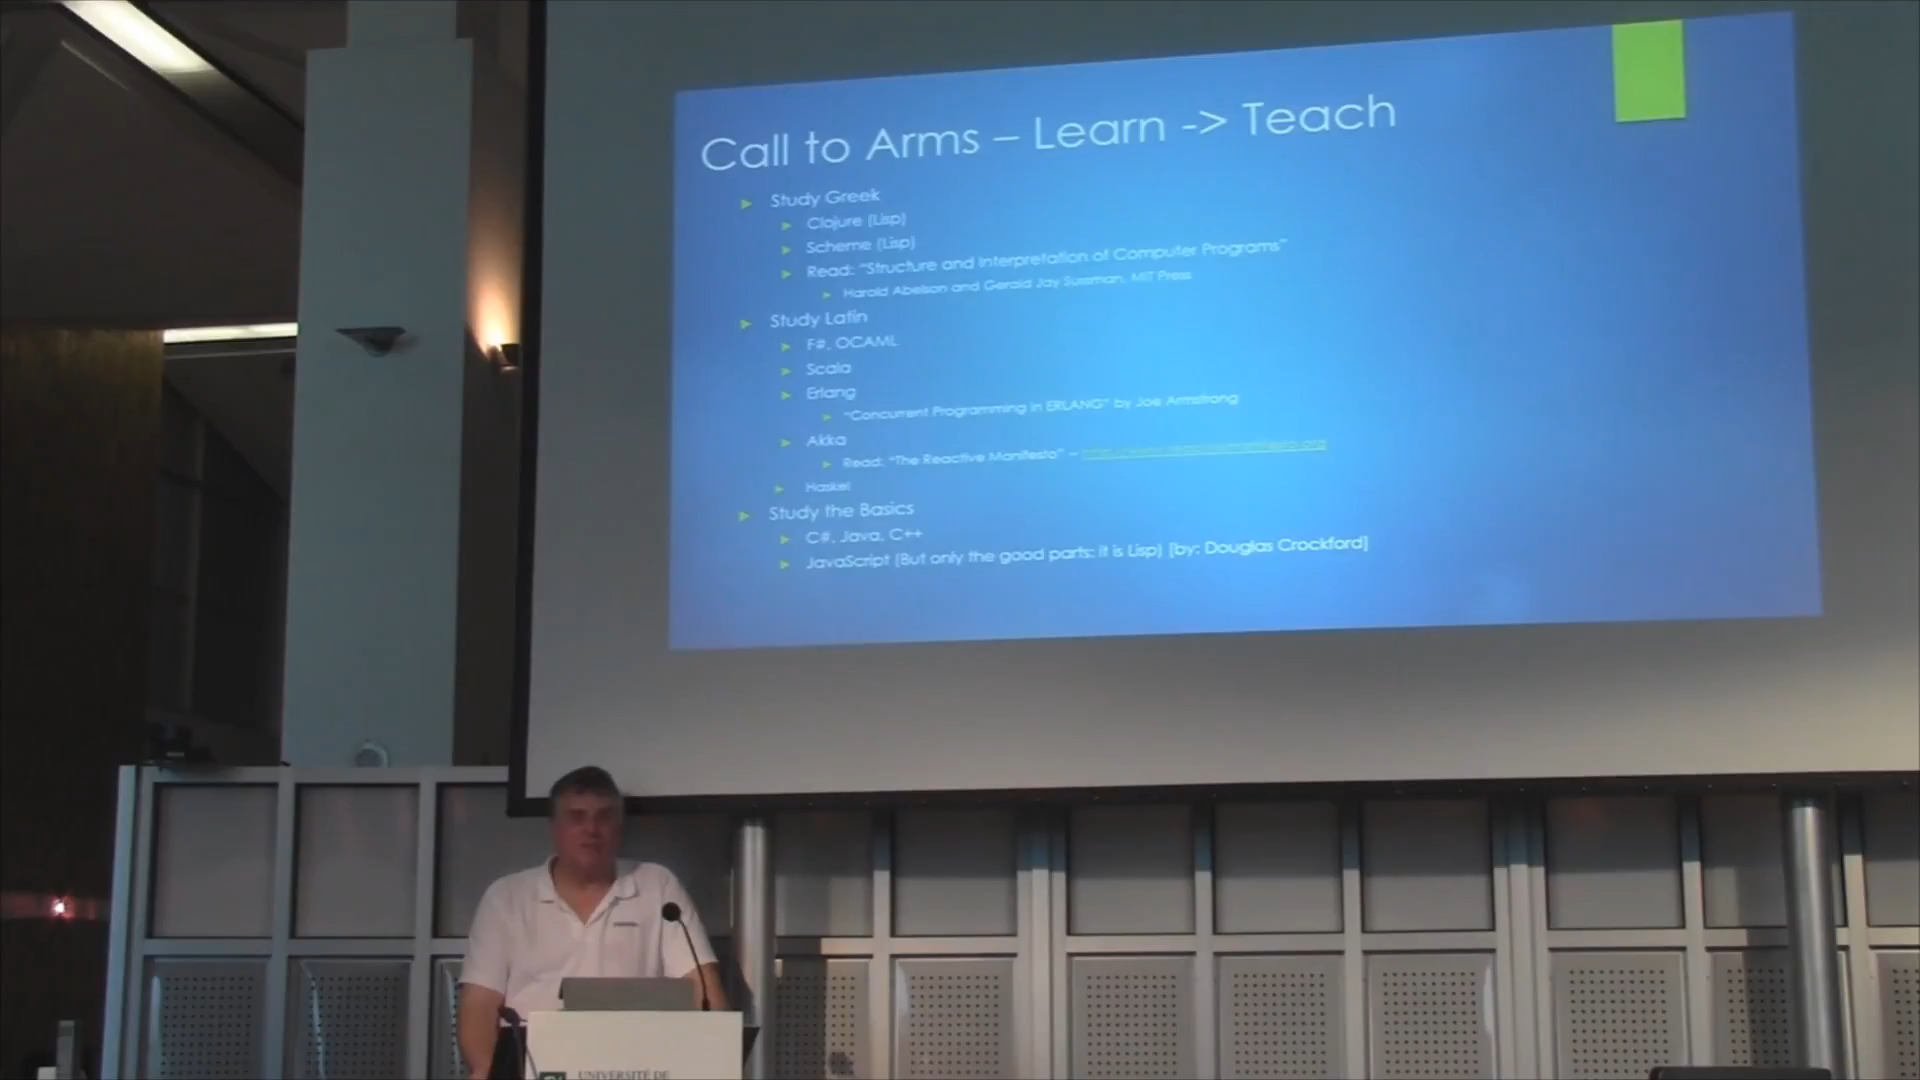 Call to Arms – Learn -> Teach
Study Greek
Clojure (Lisp)
Scheme (Lisp)
Read: "Structure and Interpretation of Computer Programs"
Harold Abelson and Gerald Jay Sussman, MIT Press
Study Latin
F#, OCAML
Scala
Erlang
"Concurrent Programming in ERLANG" by Joe Armstrong
Akka
Read: "The Reactive Manifesto" –
Haskel
Study the Basics
C#, Java, C++
JavaScript (But only the good parts: it is Lisp) [by: Douglas Crockford]
UNIVERSITÉ DE